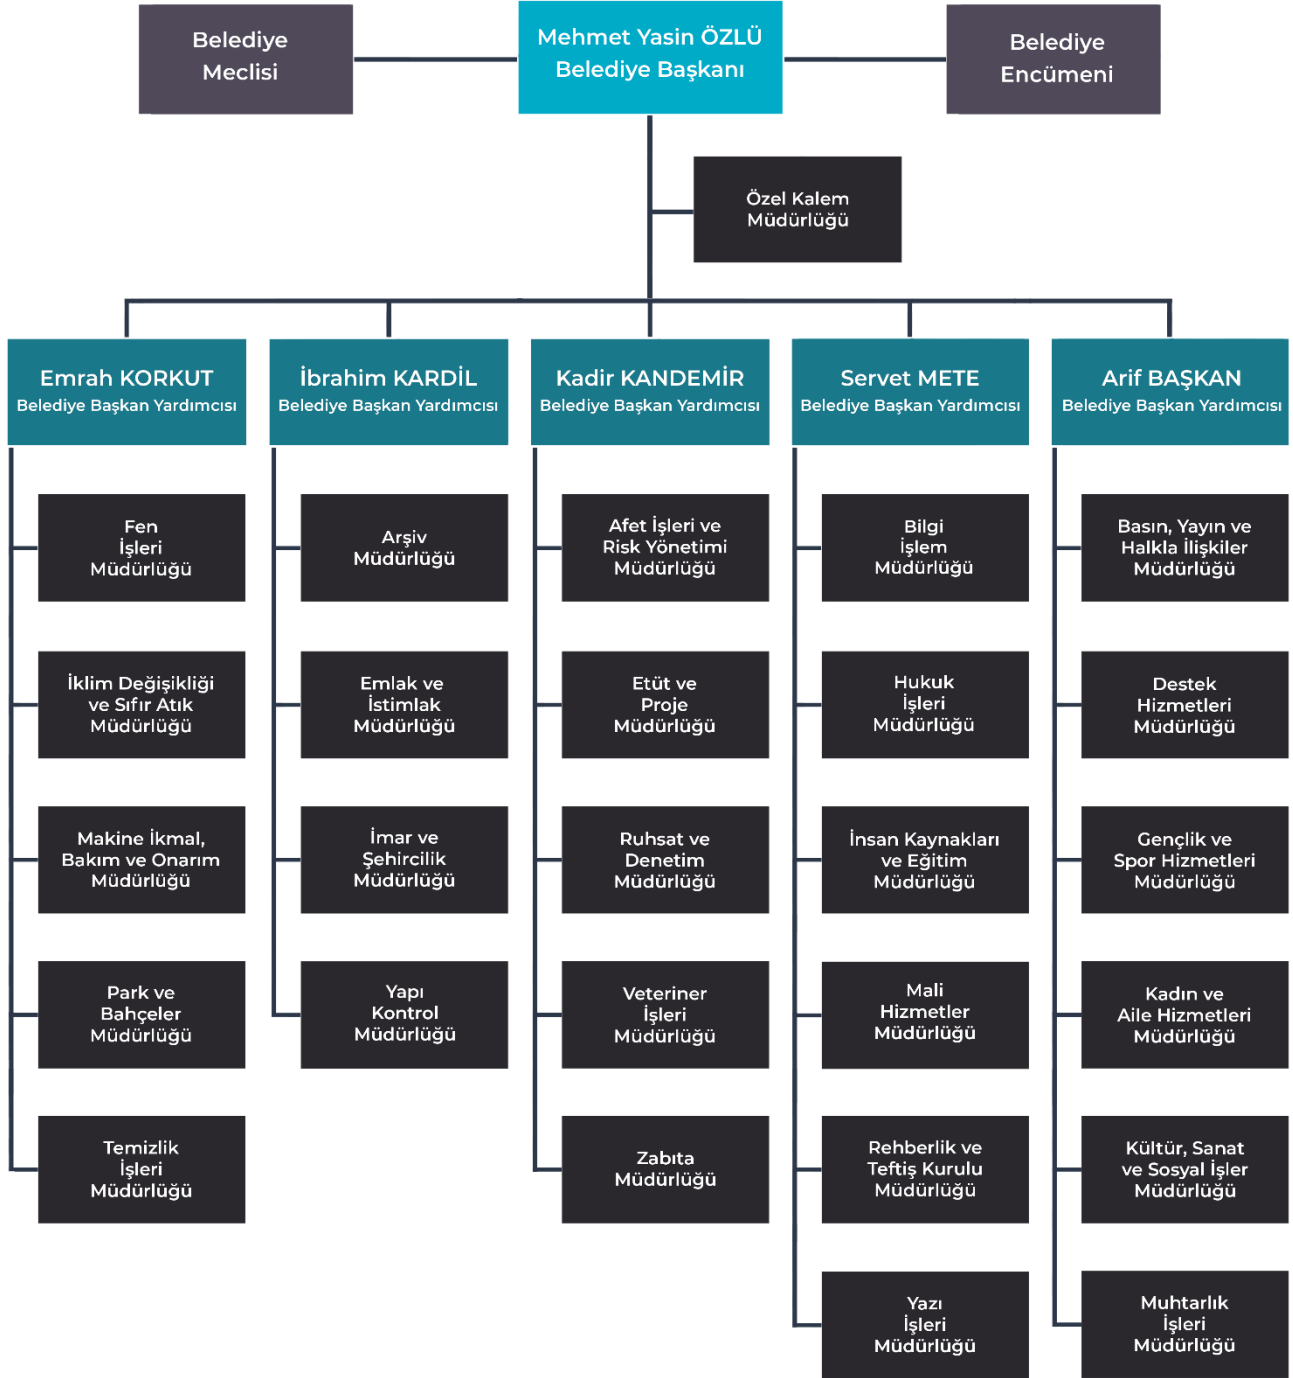 Belediye
Meclisi
Mehmet Yasin ÖZLÜ
Belediye Başkanı
Belediye
Encümeni
Özel Kalem
Müdürlüğü
Emrah KORKUT
Belediye Başkan Yardımcısı
İbrahim KARDİL
Belediye Başkan Yardımcısı
Kadir KANDEMİR
Belediye Başkan Yardımcısı
Servet METE
Belediye Başkan Yardımcısı
Arif BAŞKAN
Belediye Başkan Yardımcısı
Fen
İşleri
Müdürlüğü
Arşiv
Müdürlüğü
Afet İşleri ve
Risk Yönetimi
Müdürlüğü
Bilgi
İşlem
Müdürlüğü
Basın, Yayın ve
Halkla İlişkiler
Müdürlüğü
İklim Değişikliği
ve Sıfır Atık
Müdürlüğü
Emlak ve
İstimlak
Müdürlüğü
Etüt ve
Proje
Müdürlüğü
Hukuk
İşleri
Müdürlüğü
Destek
Hizmetleri
Müdürlüğü
Makine İkmal,
Bakım ve Onarım
Müdürlüğü
İmar ve
Şehircilik
Müdürlüğü
Ruhsat ve
Denetim
Müdürlüğü
İnsan Kaynakları
ve Eğitim
Müdürlüğü
Gençlik ve
Spor Hizmetleri
Müdürlüğü
Park ve
Bahçeler
Müdürlüğü
Yapı
Kontrol
Müdürlüğü
Veteriner
İşleri
Müdürlüğü
Mali
Hizmetler
Müdürlüğü
Kadın ve
Aile Hizmetleri
Müdürlüğü
Temizlik
İşleri
Müdürlüğü
Zabıta
Müdürlüğü
Rehberlik ve
Teftiş Kurulu
Müdürlüğü
Kültür, Sanat
ve Sosyal İşler
Müdürlüğü
Yazı
İşleri
Müdürlüğü
Muhtarlık
İşleri
Müdürlüğü